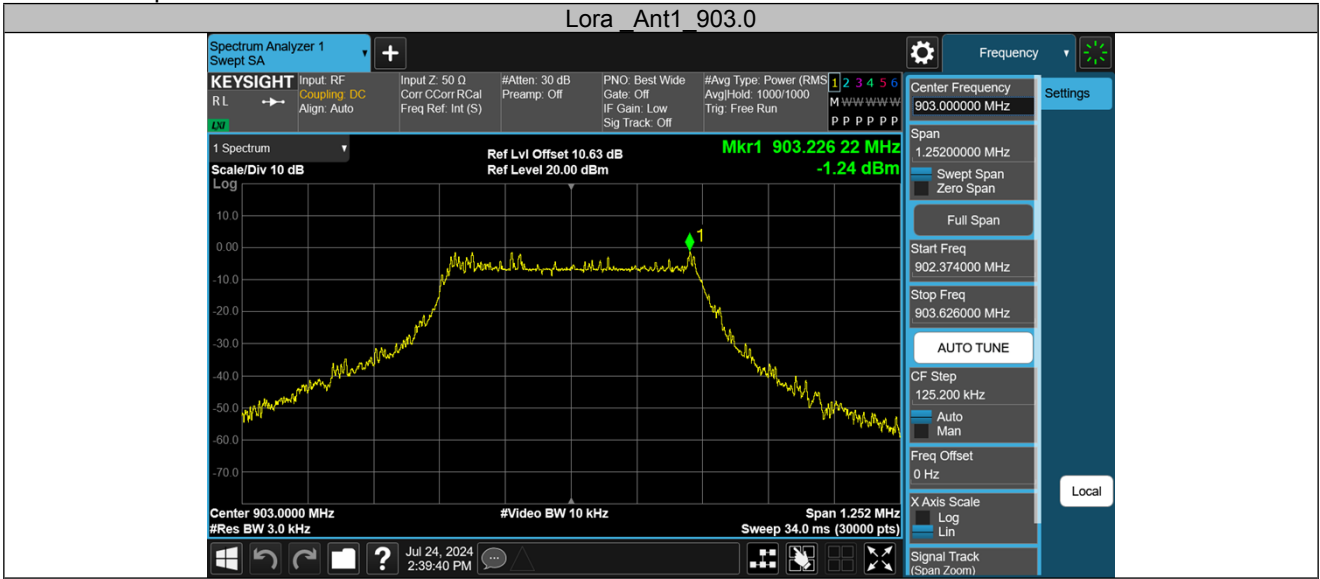 Lora _Ant1_903.0
Spectrum Analyzer 1
Swept SA
Frequency
KEYSIGHT
R L
LXI
Input: RF
Coupling: DC
Align: Auto
Input Z: 50 Ω
Corr CCorr RCal
Freq Ref: Int (S)
#Atten: 30 dB
Preamp: Off
PNO: Best Wide
Gate: Off
IF Gain: Low
Sig Track: Off
#Avg Type: Power (RMS
Avg|Hold: 1000/1000
Trig: Free Run
1 2 3 4 5 6
M W W W W W
P P P P P P
Center Frequency
903.000000 MHz
Settings
1 Spectrum
Scale/Div 10 dB
Log
Ref Lvl Offset 10.63 dB
Ref Level 20.00 dBm
Mkr1 903.226 22 MHz
-1.24 dBm
Span
1.25200000 MHz
Swept Span
Zero Span
Full Span
Start Freq
902.374000 MHz
Stop Freq
903.626000 MHz
AUTO TUNE
CF Step
125.200 kHz
Auto
Man
Freq Offset
0 Hz
X Axis Scale
Log
Lin
Signal Track
(Span Zoom)
Local
1
10.0
0.00
-10.0
-20.0
-30.0
-40.0
-50.0
-60.0
-70.0
Center 903.0000 MHz
#Res BW 3.0 kHz
#Video BW 10 kHz
Span 1.252 MHz
Sweep 34.0 ms (30000 pts)
?
Jul 24, 2024
2:39:40 PM